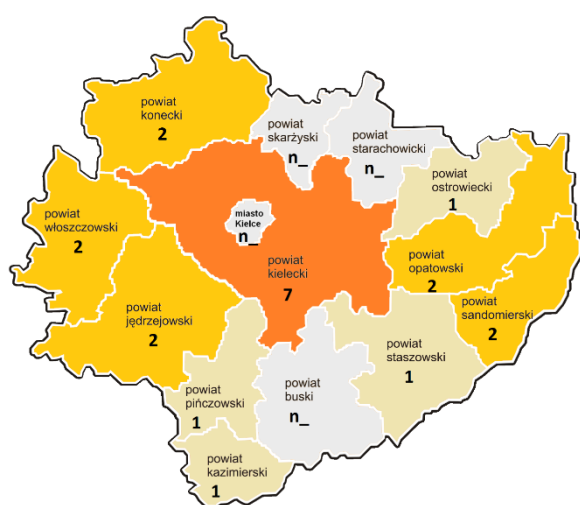 powiat
konecki
2
powiat
skarżyski
n_
powiat
starachowicki
n_
powiat
ostrowiecki
1
powiat
włoszczowski
2
miasto
Kielce
n_
powiat
kielecki
7
powiat
opatowski
2
powiat
sandomierski
2
powiat
jędrzejowski
2
powiat
staszowski
1
powiat
pińczowski
1
powiat
buski
n_
powiat
kazimierski
1